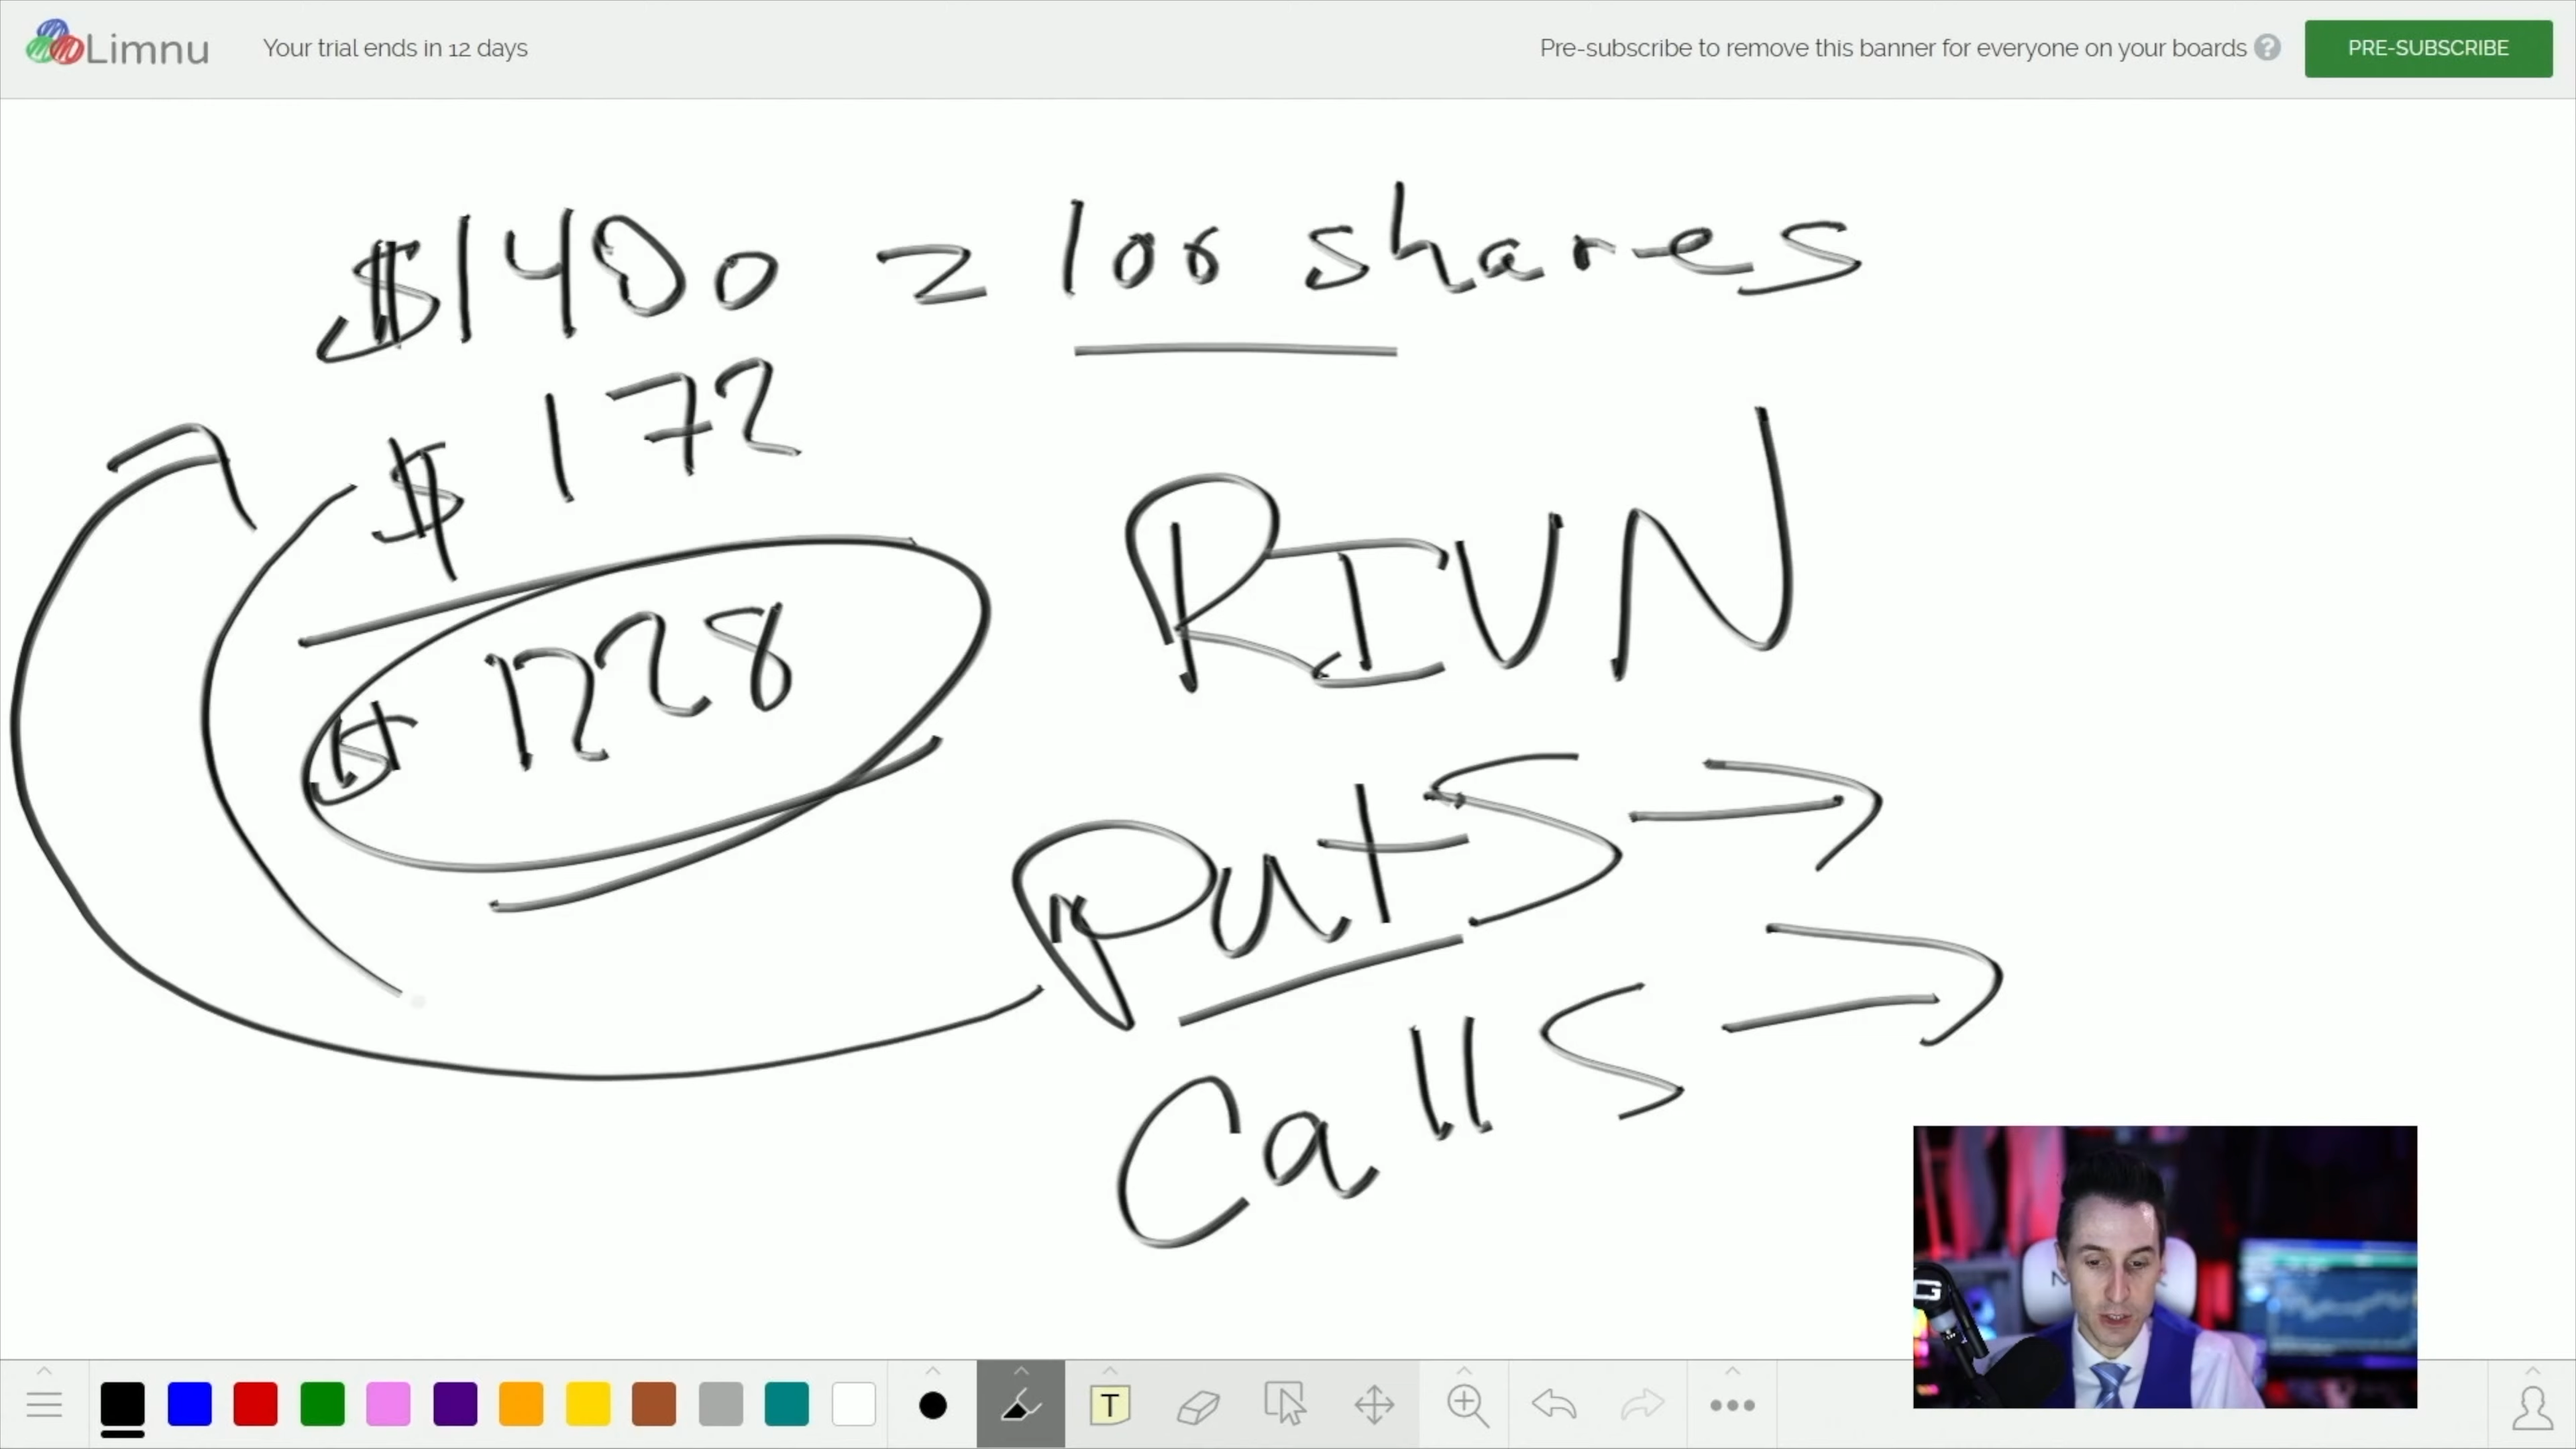 Limnu Your trial ends in 12 days Pre-subscribe to remove this banner for everyone on your boards ? PRE-SUBSCRIBE
$1400 = 100 shares
$ 172
$ 1228
RIVN
Puts
Calls
T
G